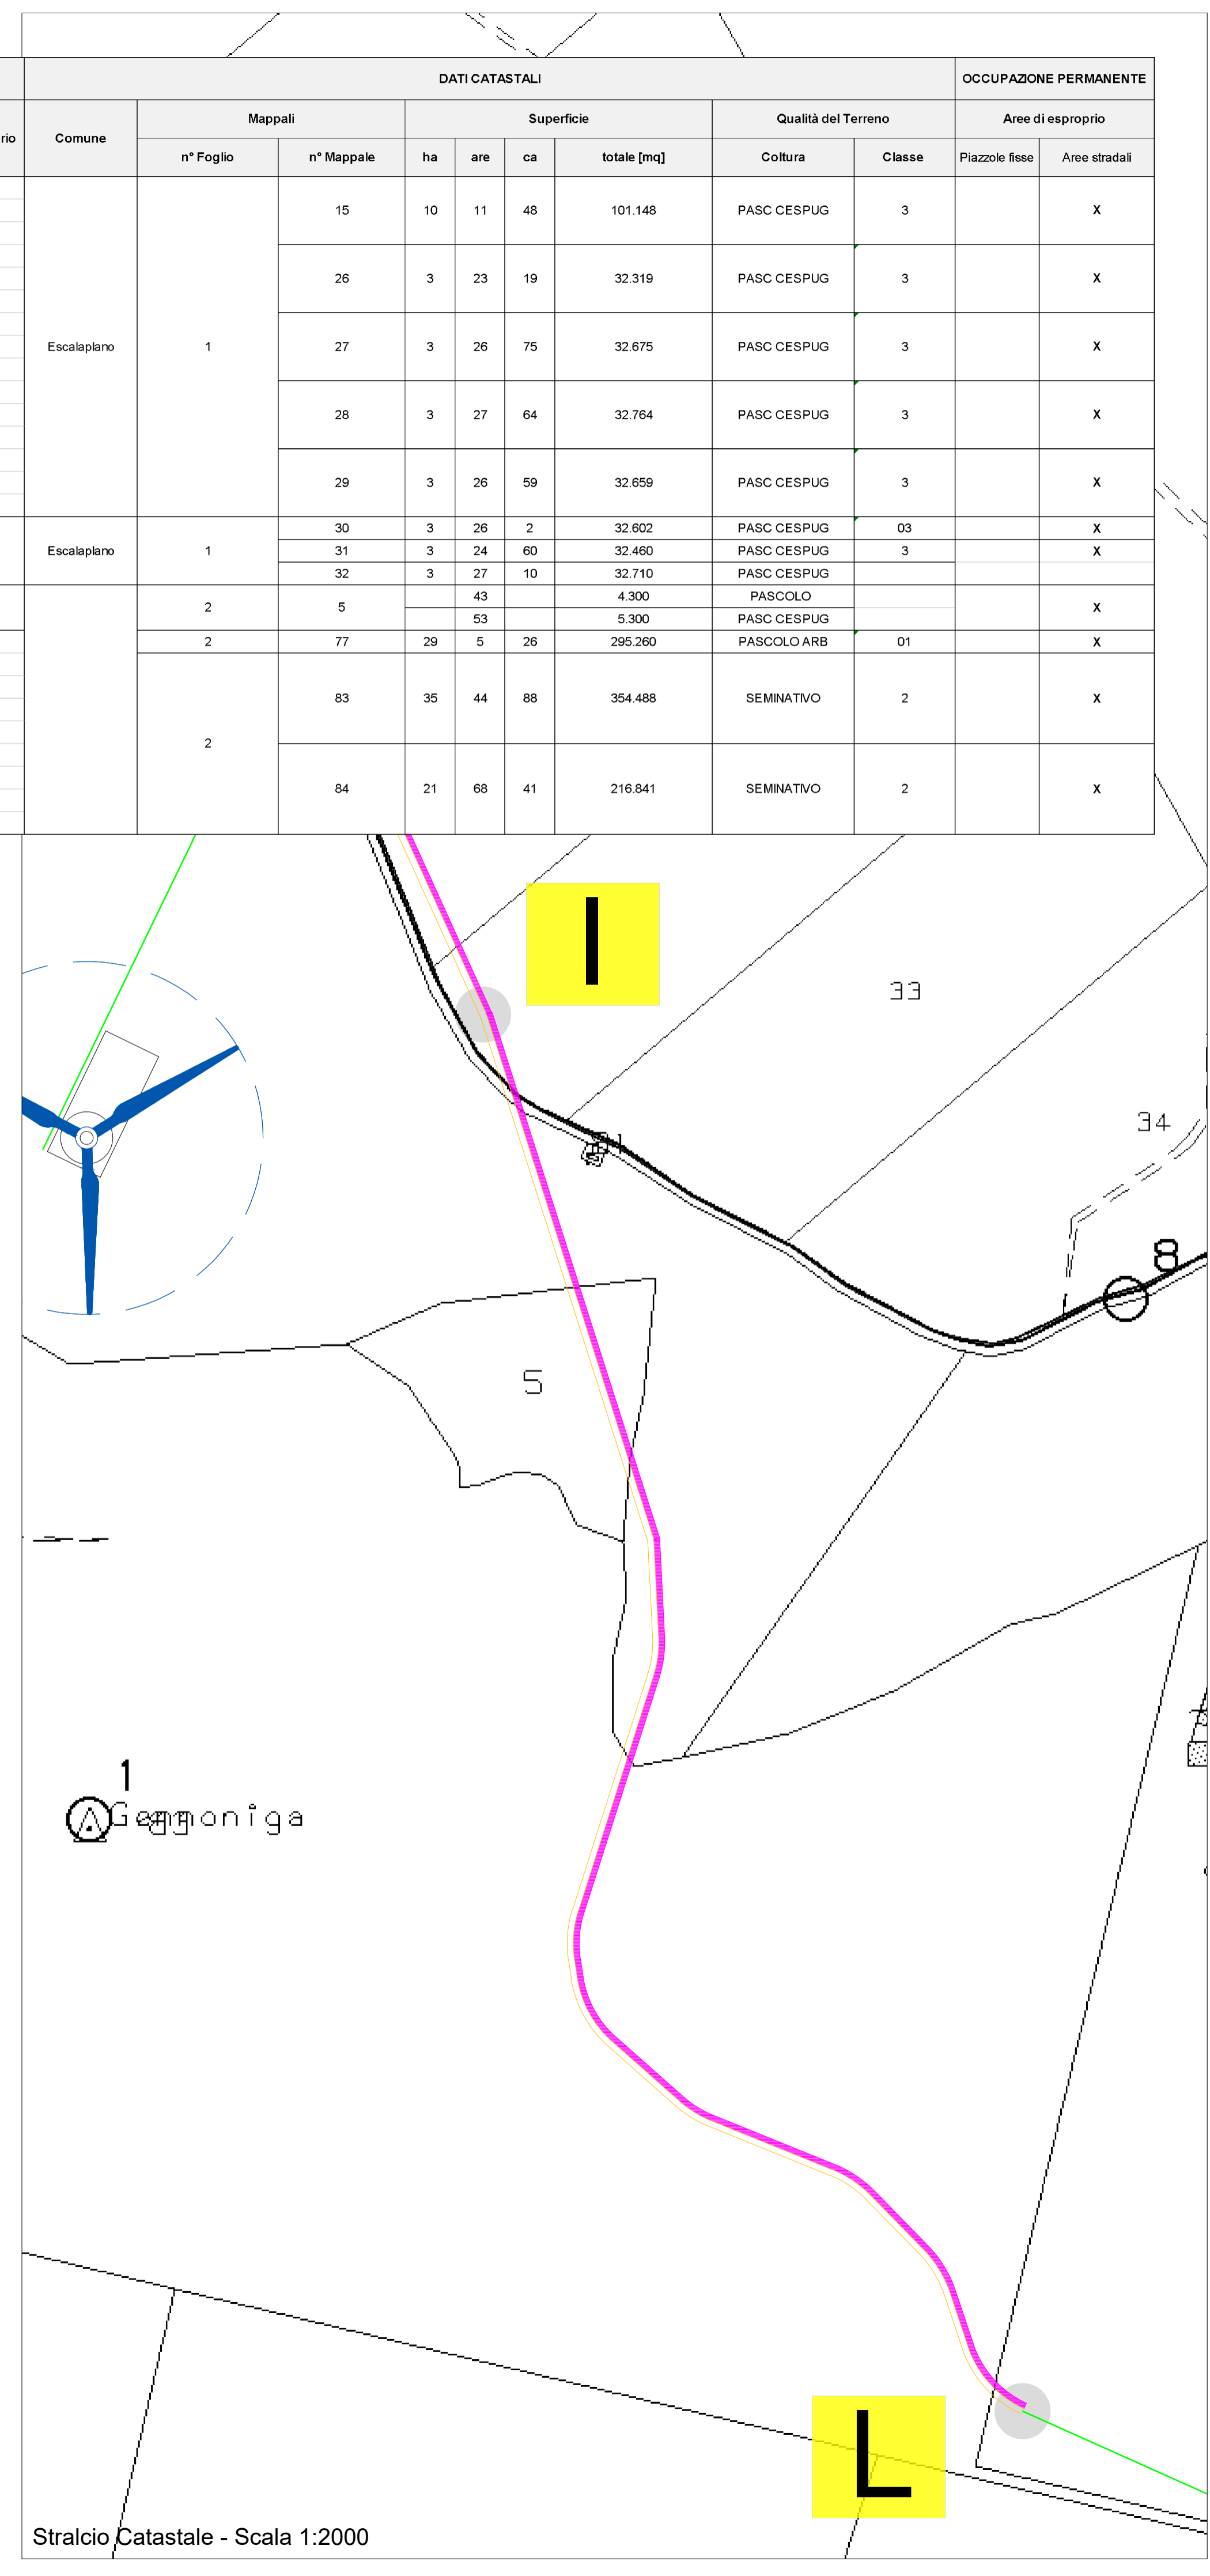 DATI CATASTALI OCCUPAZIONE PERMANENTE
rio Comune Mappali Superficie Qualità del Terreno Aree di esproprio
n° Foglio n° Mappale ha are ca totale [mq] Coltura Classe Piazzole fisse Aree stradali
15 10 11 48 101.148 PASC CESPUG 3 X
26 3 23 19 32.319 PASC CESPUG 3 X
Escalaplano 1 27 3 26 75 32.675 PASC CESPUG 3 X
28 3 27 64 32.764 PASC CESPUG 3 X
29 3 26 59 32.659 PASC CESPUG 3 X
30 3 26 2 32.602 PASC CESPUG 03 X
Escalaplano 1 31 3 24 60 32.460 PASC CESPUG 3 X
32 3 27 10 32.710 PASC CESPUG
2 5 43 4.300 PASCOLO X
53 5.300 PASC CESPUG
2 77 29 5 26 295.260 PASCOLO ARB 01 X
83 35 44 88 354.488 SEMINATIVO 2 X
2
84 21 68 41 216.841 SEMINATIVO 2 X
I
33
34
8
5
1
L
Stralcio Catastale - Scala 1:2000